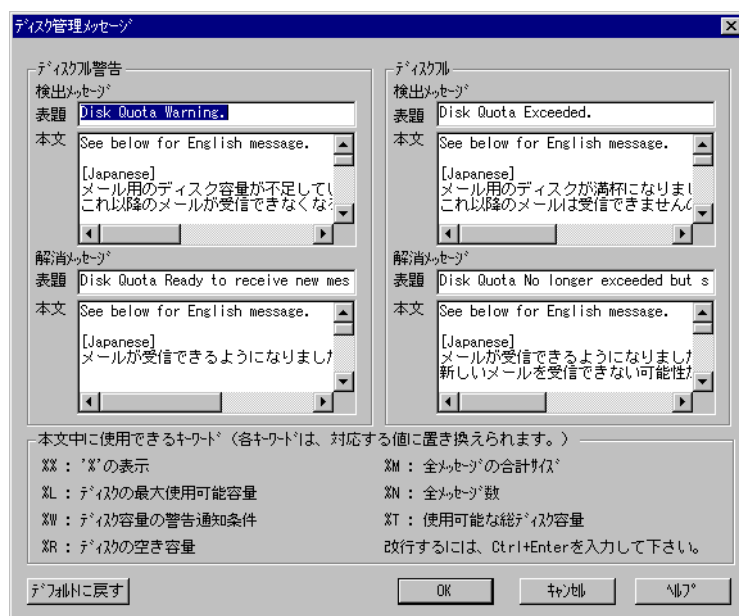 ディスク管理メッセージ
ディスクフル警告
検出メッセージ
表題 Disk Quota Warning.
本文 See below for English message.
[Japanese]
メール用のディスク容量が不足してい
これ以降のメールが受信できなくな
解消メッセージ
表題 Disk Quota Ready to receive new mes
本文 See below for English message.
[Japanese]
メールが受信できるようになりました
ディスクフル
検出メッセージ
表題 Disk Quota Exceeded.
本文 See below for English message.
[Japanese]
メール用のディスクが満杯になりまし
これ以降のメールは受信できませんの
解消メッセージ
表題 Disk Quota No longer exceeded but s
本文 See below for English message.
[Japanese]
メールが受信できるようになりました
新しいメールを受信できない可能性が
本文中に使用できるキーワード（各キーワードは、対応する値に置き換えられます。）
%% : '%'の表示
%L : ディスクの最大使用可能容量
%W : ディスク容量の警告通知条件
%R : ディスクの空き容量
%M : 全メッセージの合計サイズ
%N : 全メッセージ数
%T : 使用可能な総ディスク容量
改行するには、Ctrl+Enterを入力して下さい。
デフォルトに戻す
OK
キャンセル
ヘルプ